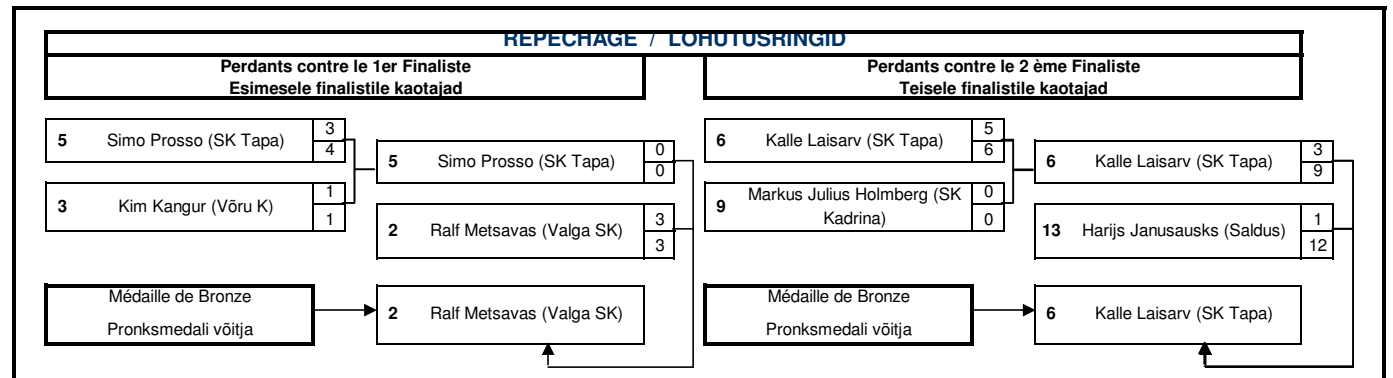 REPECHAGE / LOHUTUSRINGID
Perdants contre le 1er Finaliste
Esimesele finalistile kaotajad
Perdants contre le 2 ème Finaliste
Teisele finalistile kaotajad
5 Simo Prosso (SK Tapa) 3 4
3 Kim Kangur (Võru K) 1 1
5 Simo Prosso (SK Tapa) 0 0
2 Ralf Metsavas (Valga SK) 3 3
Médaille de Bronze
Pronksmedali võitja
2 Ralf Metsavas (Valga SK)
6 Kalle Laisarv (SK Tapa) 5 6
9 Markus Julius Holmberg (SK 0
Kadrina) 0
6 Kalle Laisarv (SK Tapa) 3 9
13 Harijs Janusausks (Saldus) 1 12
Médaille de Bronze
Pronksmedali võitja
6 Kalle Laisarv (SK Tapa)